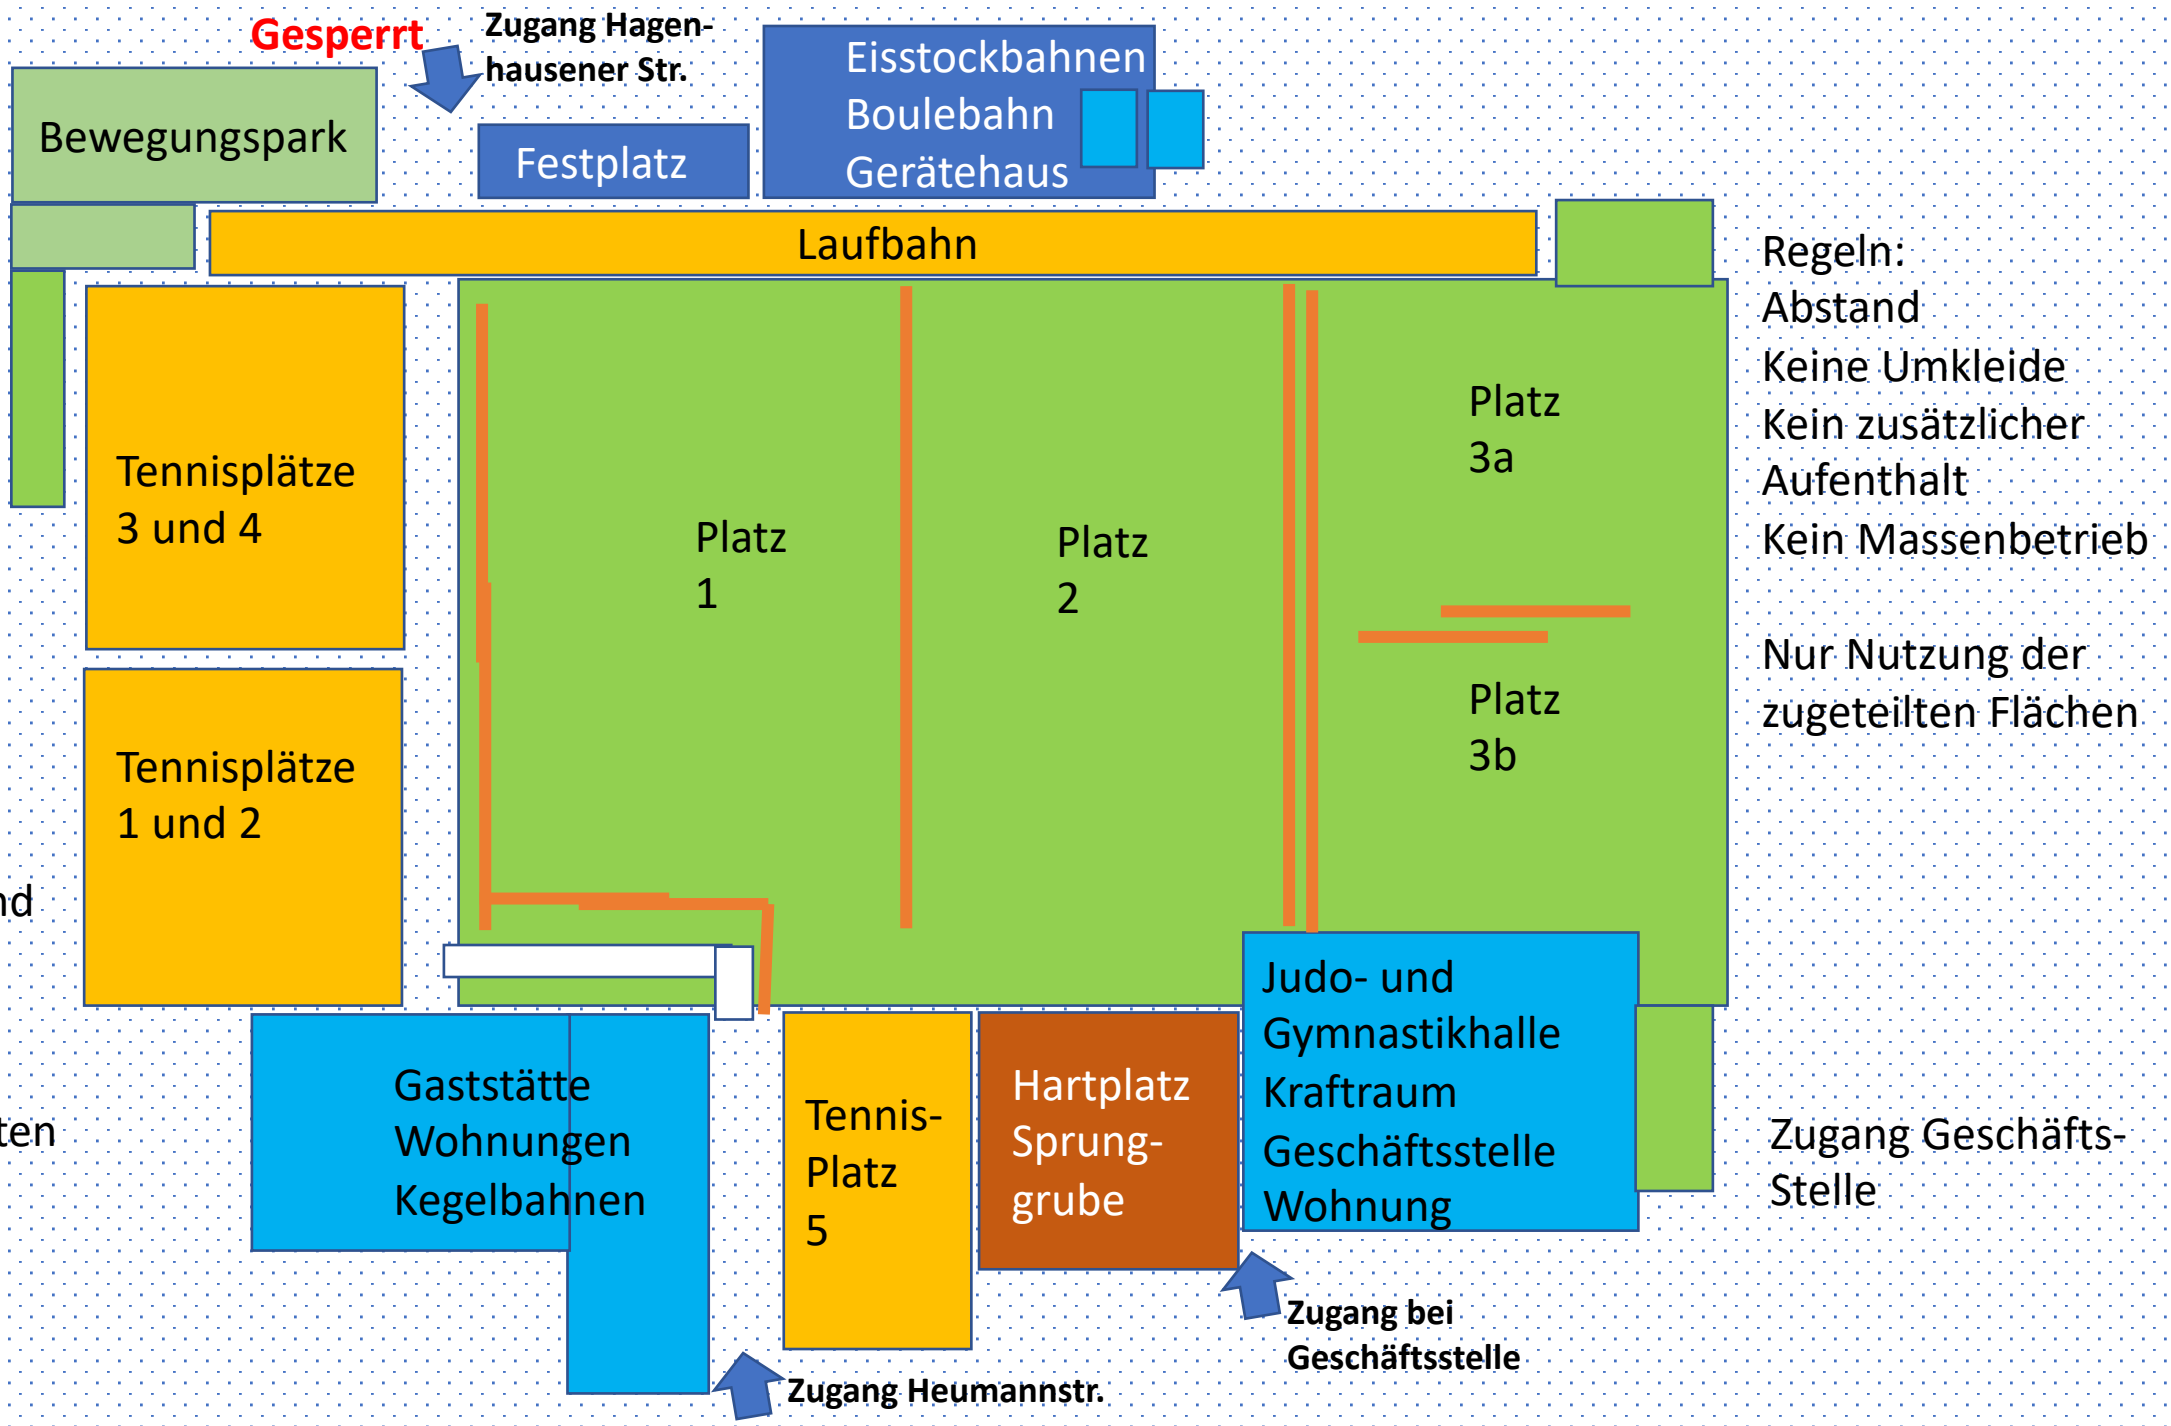 Gesperrt
Zugang Hagen-
hausener Str.
Bewegungspark
Festplatz
Eisstockbahnen
Boulebahn
Gerätehaus
Laufbahn
Regeln:
Abstand
Keine Umkleide
Kein zusätzlicher
Aufenthalt
Kein Massenbetrieb
Nur Nutzung der
zugeteilten Flächen
Tennisplätze
3 und 4
Platz
1
Platz
2
Platz
3a
Platz
3b
Tennisplätze
1 und 2
nd
ten
Gaststätte
Wohnungen
Kegelbahnen
Tennis-
Platz
5
Hartplatz
Sprung-
grube
Judo- und
Gymnastikhalle
Kraftraum
Geschäftsstelle
Wohnung
Zugang Geschäfts-
Stelle
Zugang bei
Geschäftsstelle
Zugang Heumannstr.